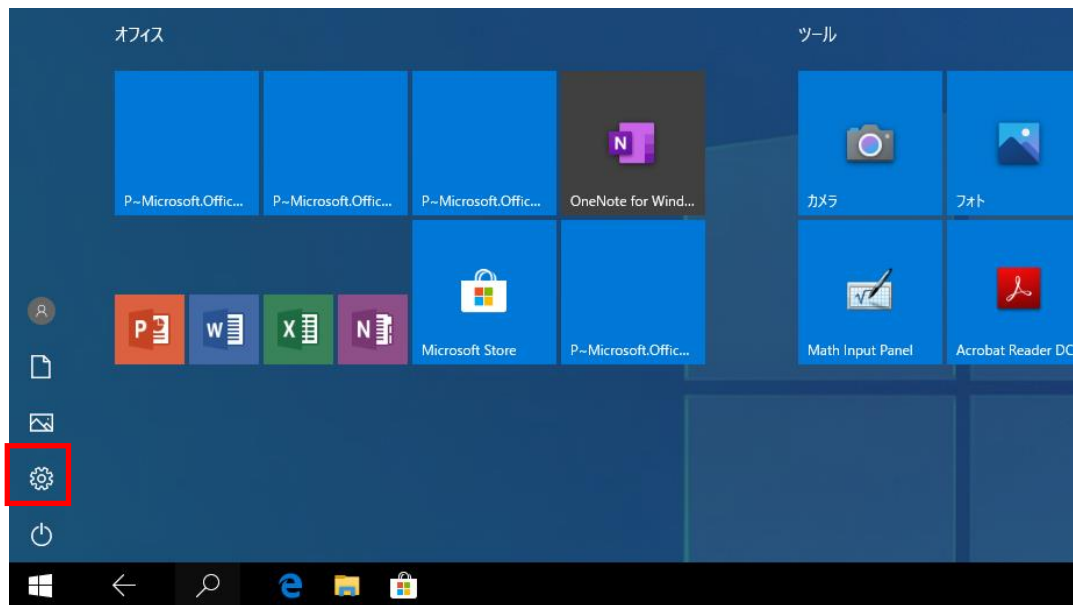 オフィス
ツール
P~Microsoft.Offic...
P~Microsoft.Offic...
P~Microsoft.Offic...
OneNote for Wind...
カメラ
フォト
Microsoft Store
P~Microsoft.Offic...
Math Input Panel
Acrobat Reader DC